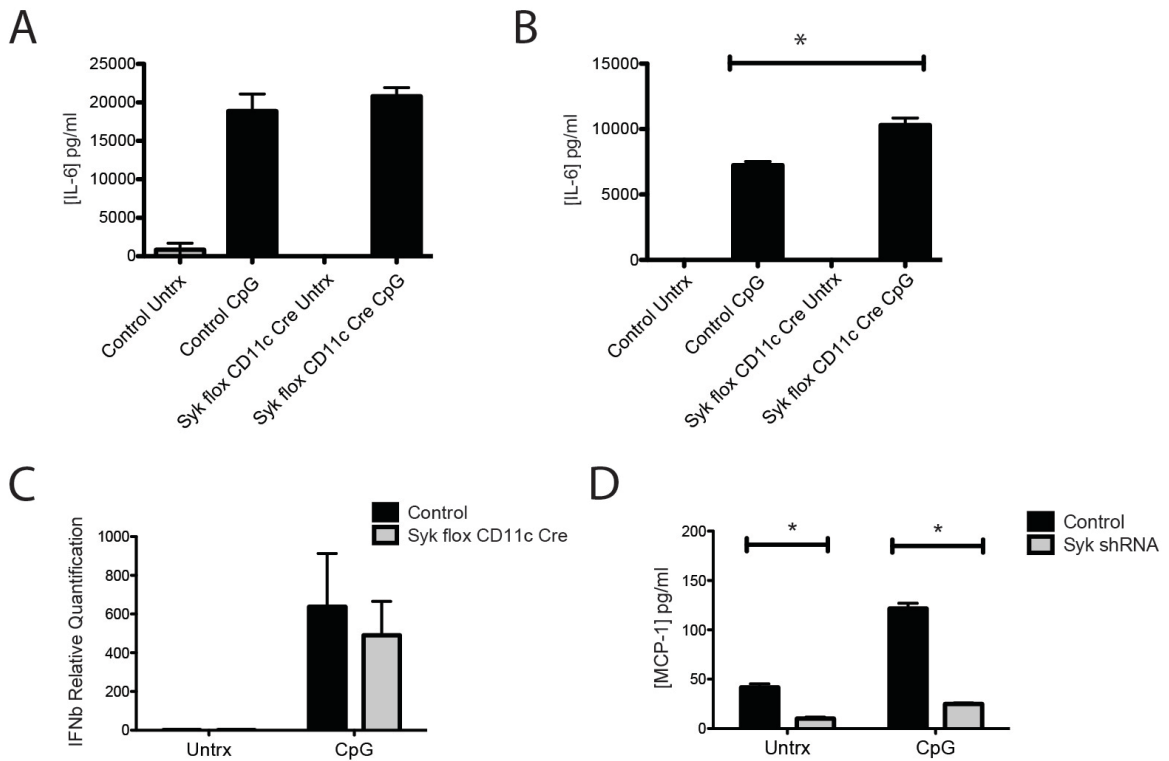 A
[IL-6] pg/ml
25000
20000
15000
10000
5000
0
Control Untrx
Control CpG
Syk flox CD11c Cre Untrx
Syk flox CD11c Cre CpG
B
*
[IL-6] pg/ml
15000
10000
5000
0
Control Untrx
Control CpG
Syk flox CD11c Cre Untrx
Syk flox CD11c Cre CpG
C
Control
Syk flox CD11c Cre
IFNb Relative Quantification
1000
800
600
400
200
0
Untrx
CpG
D
Control
Syk shRNA
* *
[MCP-1] pg/ml
200
150
100
50
0
Untrx
CpG